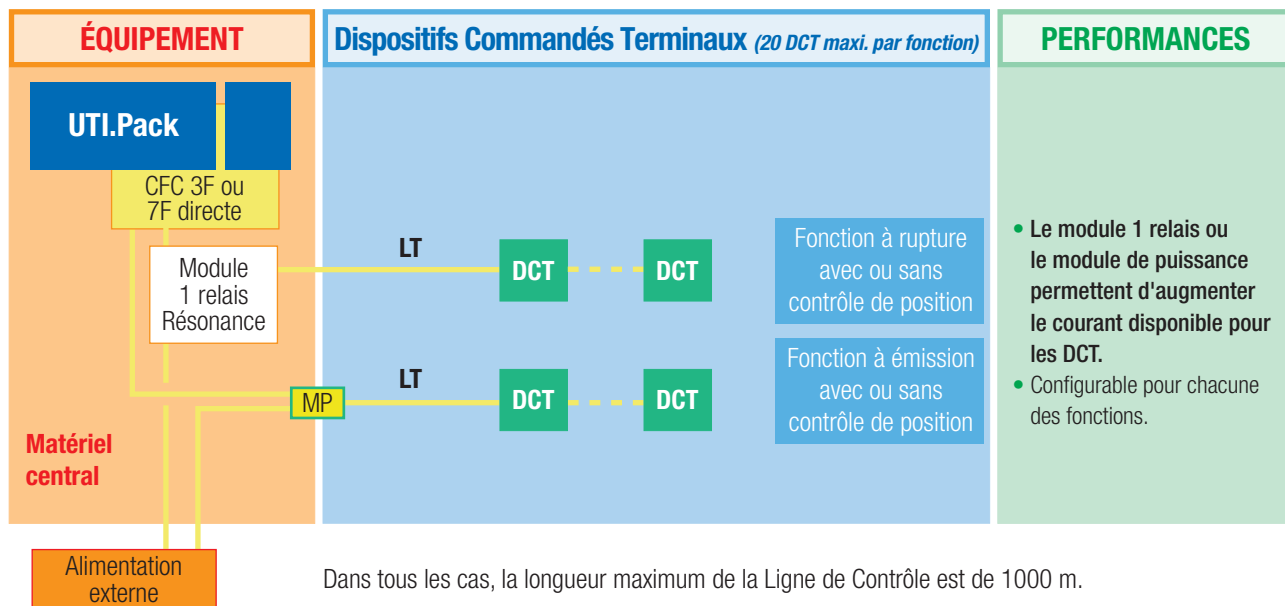 ÉQUIPEMENT
Dispositifs Commandés Terminaux (20 DCT maxi. par fonction)
PERFORMANCES
UTI.Pack
CFC 3F ou
7F directe
Module
1 relais
Résonance
LT
DCT
DCT
Fonction à rupture
avec ou sans
contrôle de position
MP
LT
DCT
DCT
Fonction à émission
avec ou sans
contrôle de position
• Le module 1 relais ou
le module de puissance
permettent d'augmenter
le courant disponible pour
les DCT.
• Configurable pour chacune
des fonctions.
Matériel
central
Alimentation
externe
Dans tous les cas, la longueur maximum de la Ligne de Contrôle est de 1000 m.